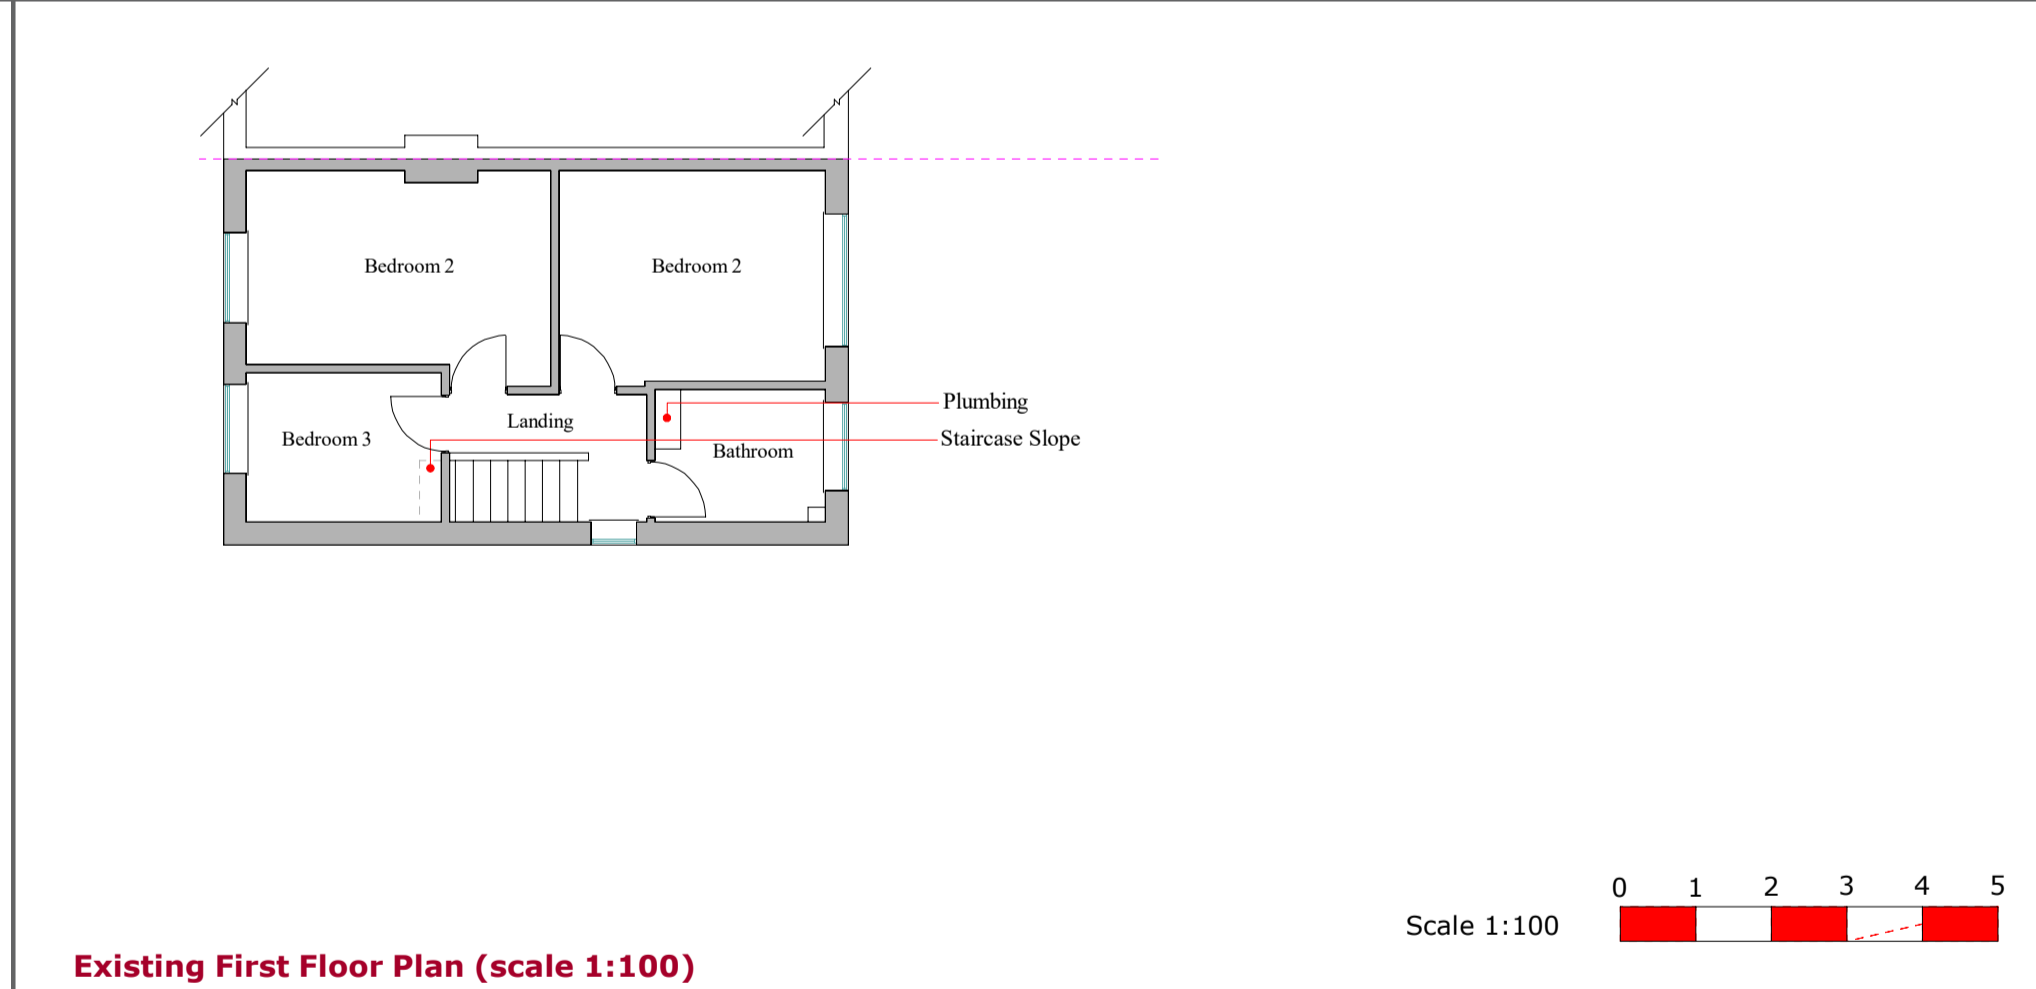 Bedroom 2
Bedroom 2
Plumbing
Landing
Staircase Slope
Bedroom 3
Bathroom
0 1 2 3 4 5
Scale 1:100
Existing First Floor Plan (scale 1:100)